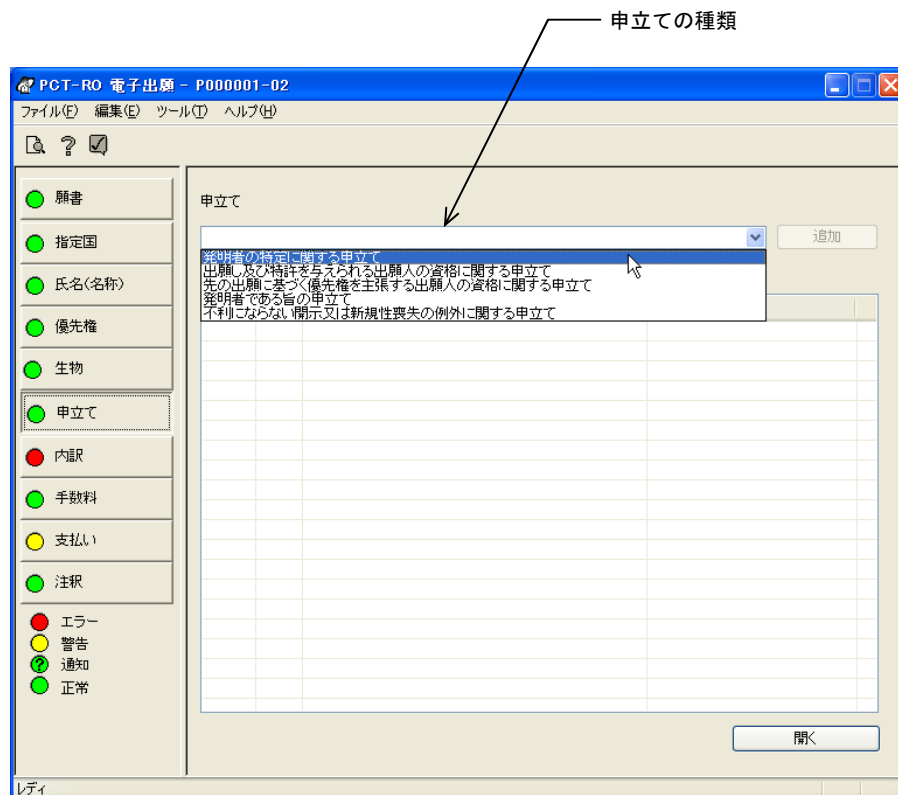 申立ての種類
PCT-RO 電子出願 - P000001-02
ファイル(F) 編集(E) ツール(T) ヘルプ(H)
願書
指定国
氏名(名称)
優先権
生物
申立て
内訳
手数料
支払い
注釈
エラー
警告
通知
正常
申立て
追加
発明者の特定に関する申立て
出願し及び特許を与えられる出願人の資格に関する申立て
先の出願に基づく優先権を主張する出願人の資格に関する申立て
発明者である旨の申立て
不利にならない開示又は新規性喪失の例外に関する申立て
開く
レディ